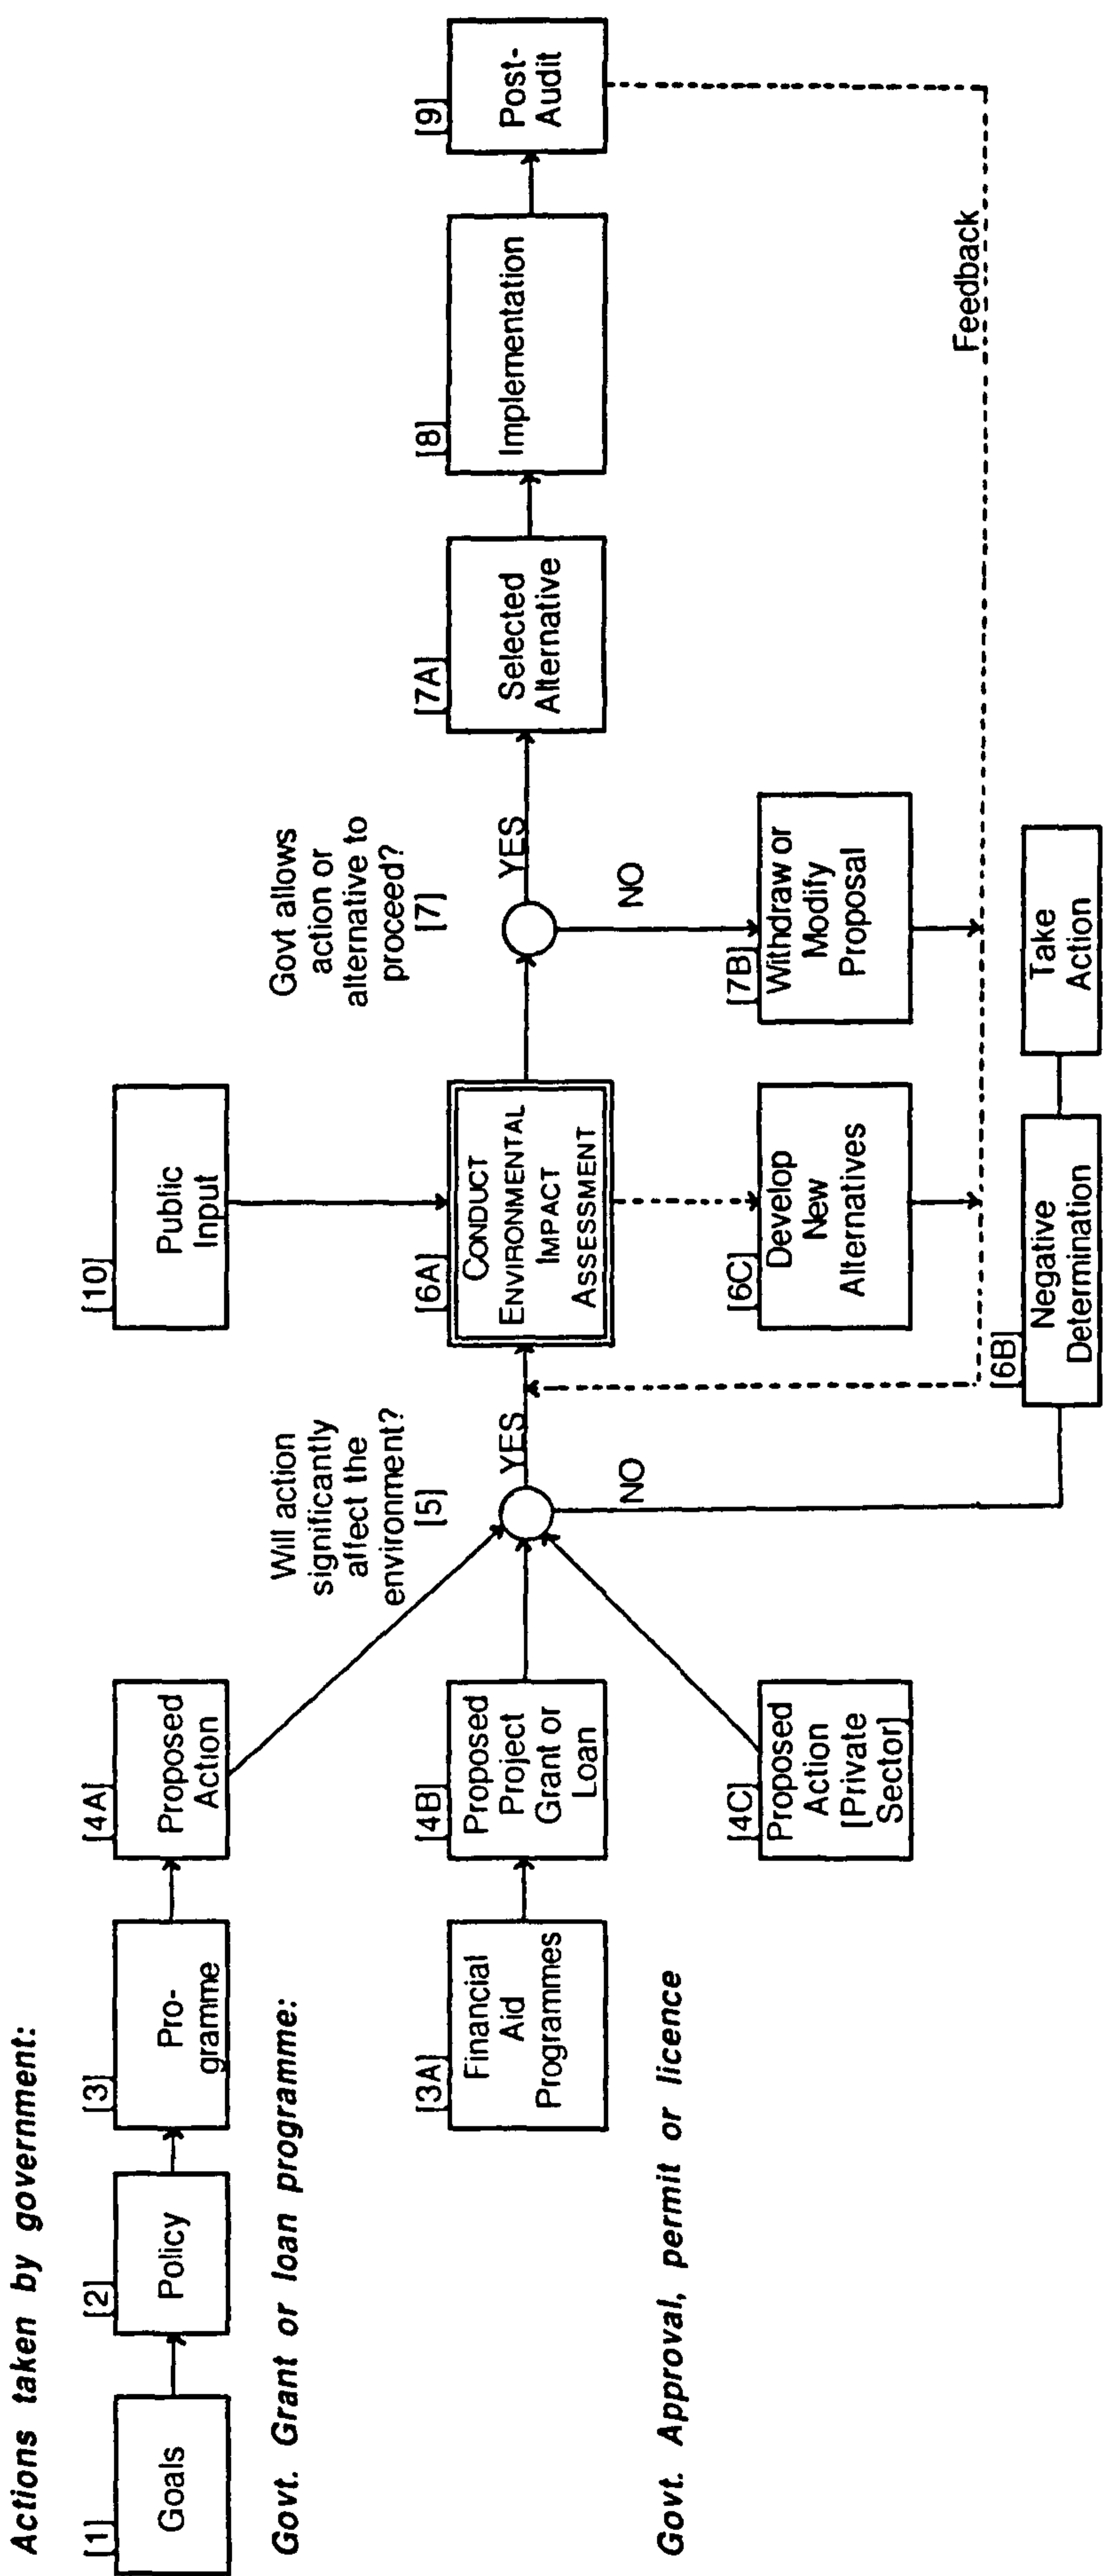 Actions taken by government:
[1]
Goals
[2]
Policy
[3]
Pro-
gramme
[4A]
Proposed
Action
[10]
Public
Input
Govt. Grant or loan programme:
[3A]
Financial
Aid
Programmes
[4B]
Proposed
Project
Grant or
Loan
Will action
significantly
affect the
environment?
[5]
YES
NO
[6A]
CONDUCT
ENVIRONMENTAL
IMPACT
ASSESSMENT
Govt allows
action or
alternative to
proceed?
[7]
YES
NO
[7A]
Selected
Alternative
[8]
Implementation
[9]
Post-
Audit
Govt. Approval, permit or licence
[4C]
Proposed
Action
[Private
Sector]
[6C]
Develop
New
Alternatives
[7B]
Withdraw or
Modify
Proposal
Feedback
[6B]
Negative
Determination
Take
Action